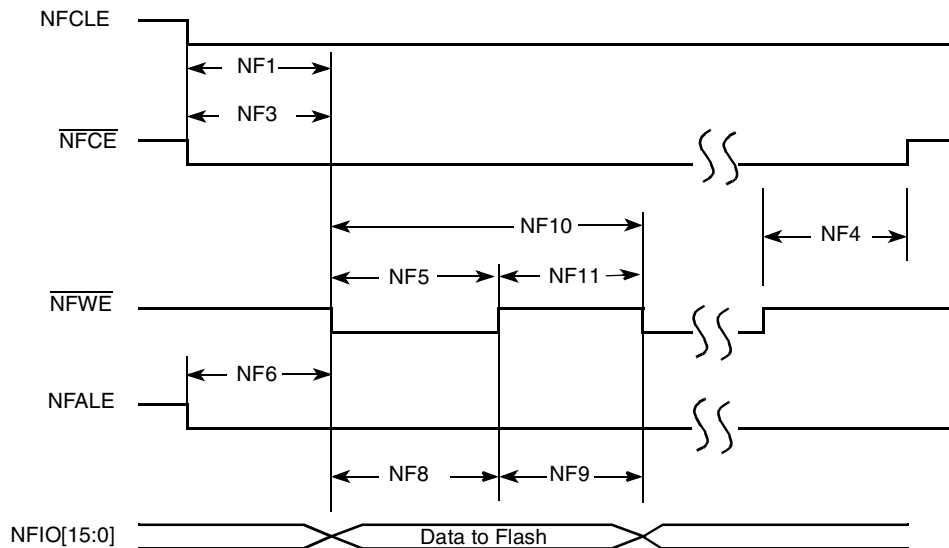 NFCLE
NF1
NF3
NFCE
NF10
NF4
NF5
NF11
NFWE
NF6
NFALE
NF8
NF9
NFIO[15:0]
Data to Flash